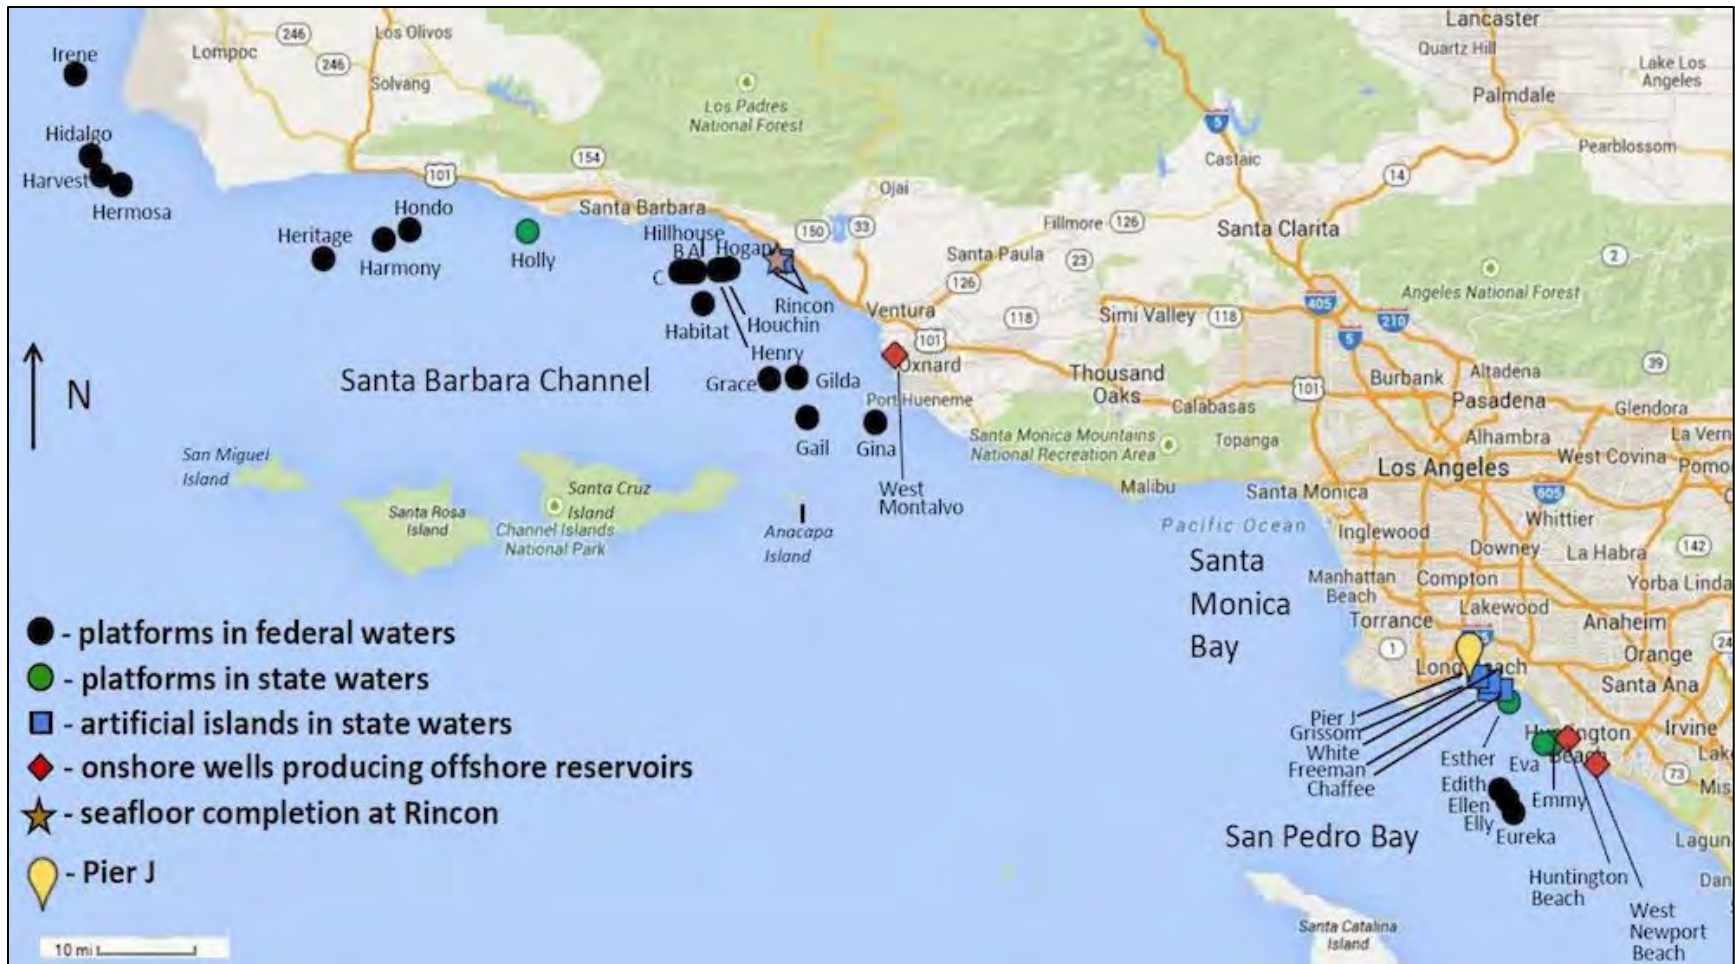 Irene
Hidalgo
Harvest
Hermosa
Lompoc
246
246
Los Olivos
Solvang
Los Padres
National Forest
154
101
Santa Barbara
Ojai
150
33
Heritage
Hondo
Harmony
Holly
Hillhouse
B A
Hogan
C
Habitat
Rincon
Houchin
Henry
Grace
Gilda
Gail
Gina
Ventura
101
Oxnard
Port Hueneme
West
Montalvo
Santa Barbara Channel
N
San Miguel
Island
Santa Rosa
Island
Santa Cruz
Island
Channel Islands
National Park
Anacapa
Island
Lancaster
Quartz Hill
Lake Los
Angeles
Palmdale
Pearblossom
5
Castaic
14
Fillmore
126
Santa Clarita
Santa Paula
23
126
2
Angeles National Forest
405
210
5
118
Simi Valley
118
39
Thousand
Oaks
101
Burbank
Altadena
Pasadena
Calabasas
Glendora
Santa Monica Mountains
National Recreation Area
Topanga
Alhambra
La Vern
West Covina
Pomo
Los Angeles
Malibu
Santa Monica
605
Pacific Ocean
Inglewood
Whittier
Downey
La Habra
142
Santa
Monica
Bay
Manhattan
Beach
Compton
Yorba Linda
Lakewood
Torrance
Anaheim
1
24
Orange
Long Beach
Santa Ana
Pier J
Grissom
White
Freeman
Chaffee
Esther
Eva
Huntington
Beach
Irvine
Lak
73
Mis
Edith
Ellen
Elly
Emmy
Eureka
San Pedro Bay
Lagun
Dan
Huntington
Beach
West
Newport
Beach
Santa Catalina
Island
- platforms in federal waters
- platforms in state waters
- artificial islands in state waters
- onshore wells producing offshore reservoirs
- seafloor completion at Rincon
- Pier J
10 mi